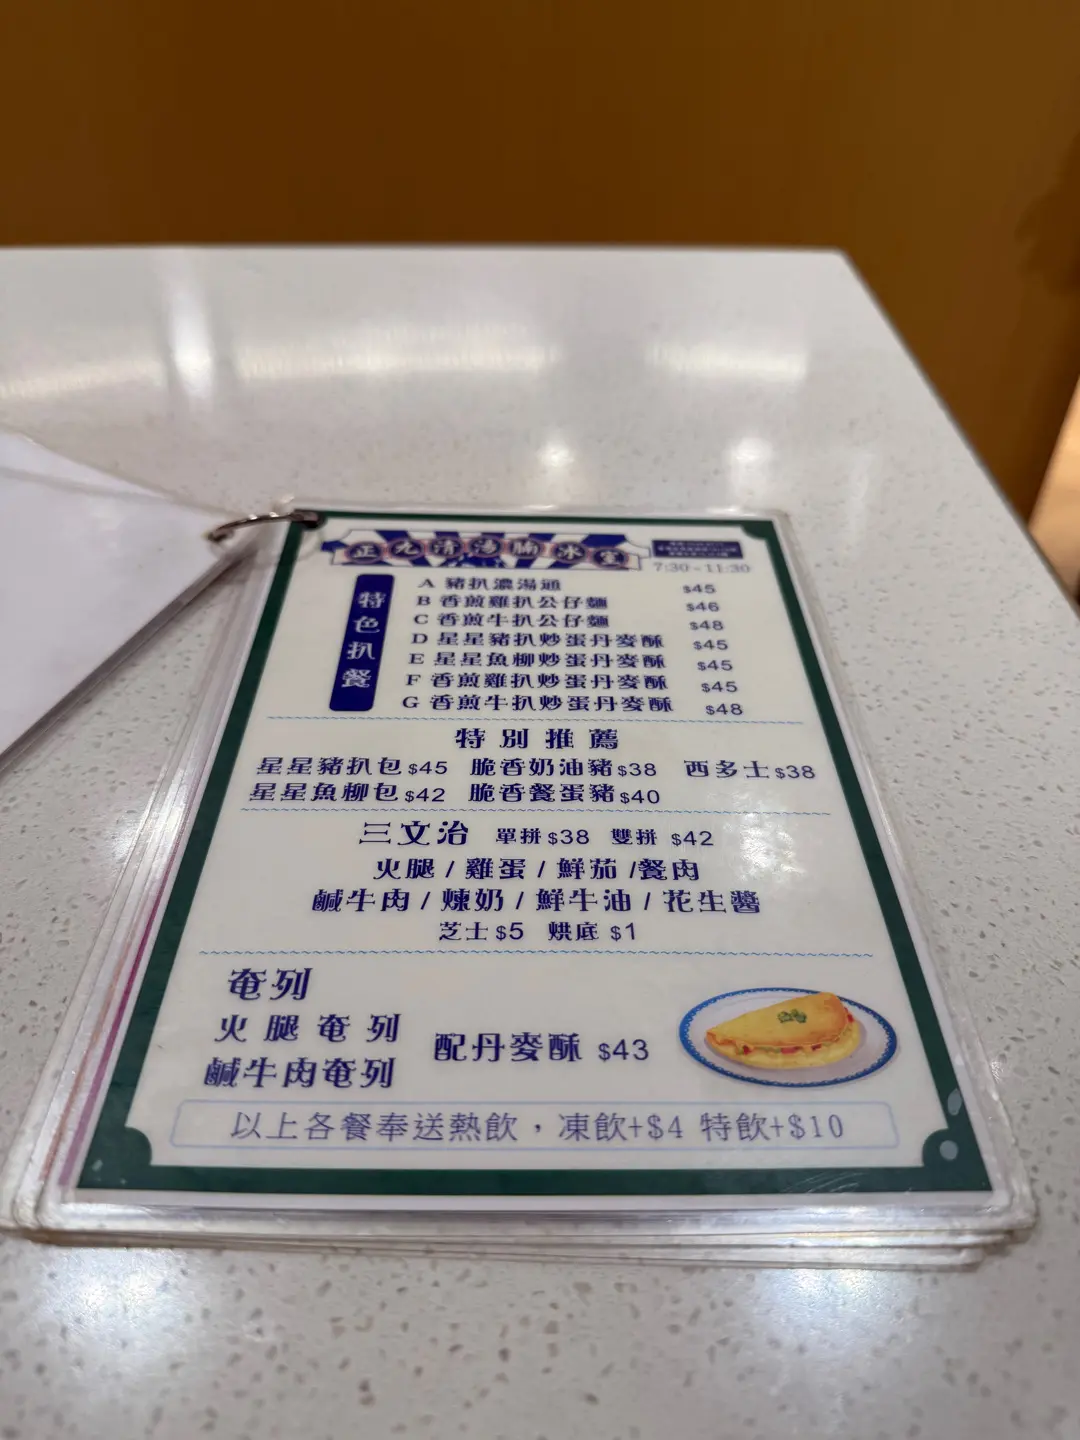 正九清湯腩冰室
7:30 - 11:30
特色扒餐
A 豬扒濃湯通 $45
B 香煎雞扒公仔麵 $46
C 香煎牛扒公仔麵 $48
D 星星豬扒炒蛋丹麥酥 $45
E 星星魚柳炒蛋丹麥酥 $45
F 香煎雞扒炒蛋丹麥酥 $45
G 香煎牛扒炒蛋丹麥酥 $48
特別推薦
星星豬扒包 $45 脆香奶油豬 $38 西多士 $38
星星魚柳包 $42 脆香餐蛋豬 $40
三文治 單拼 $38 雙拼 $42
火腿 / 雞蛋 / 鮮茄 / 餐肉
鹹牛肉 / 煉奶 / 鮮牛油 / 花生醬
芝士 $5 烘底 $1
奄列
火腿奄列
鹹牛肉奄列
配丹麥酥 $43
以上各餐奉送熱飲，凍飲+$4 特飲+$10